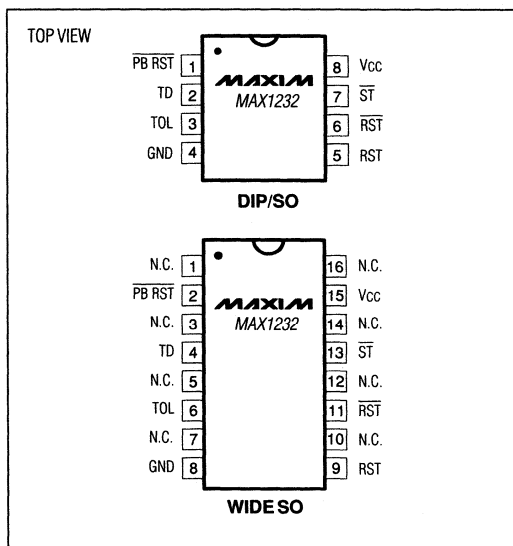 TOP VIEW
PB RST 1
TD 2
TOL 3
GND 4
MAXIM
MAX1232
8 VCC
7 ST
6 RST
5 RST
DIP/SO
N.C. 1
PB RST 2
N.C. 3
TD 4
N.C. 5
TOL 6
N.C. 7
GND 8
MAXIM
MAX1232
16 N.C.
15 VCC
14 N.C.
13 ST
12 N.C.
11 RST
10 N.C.
9 RST
WIDE SO